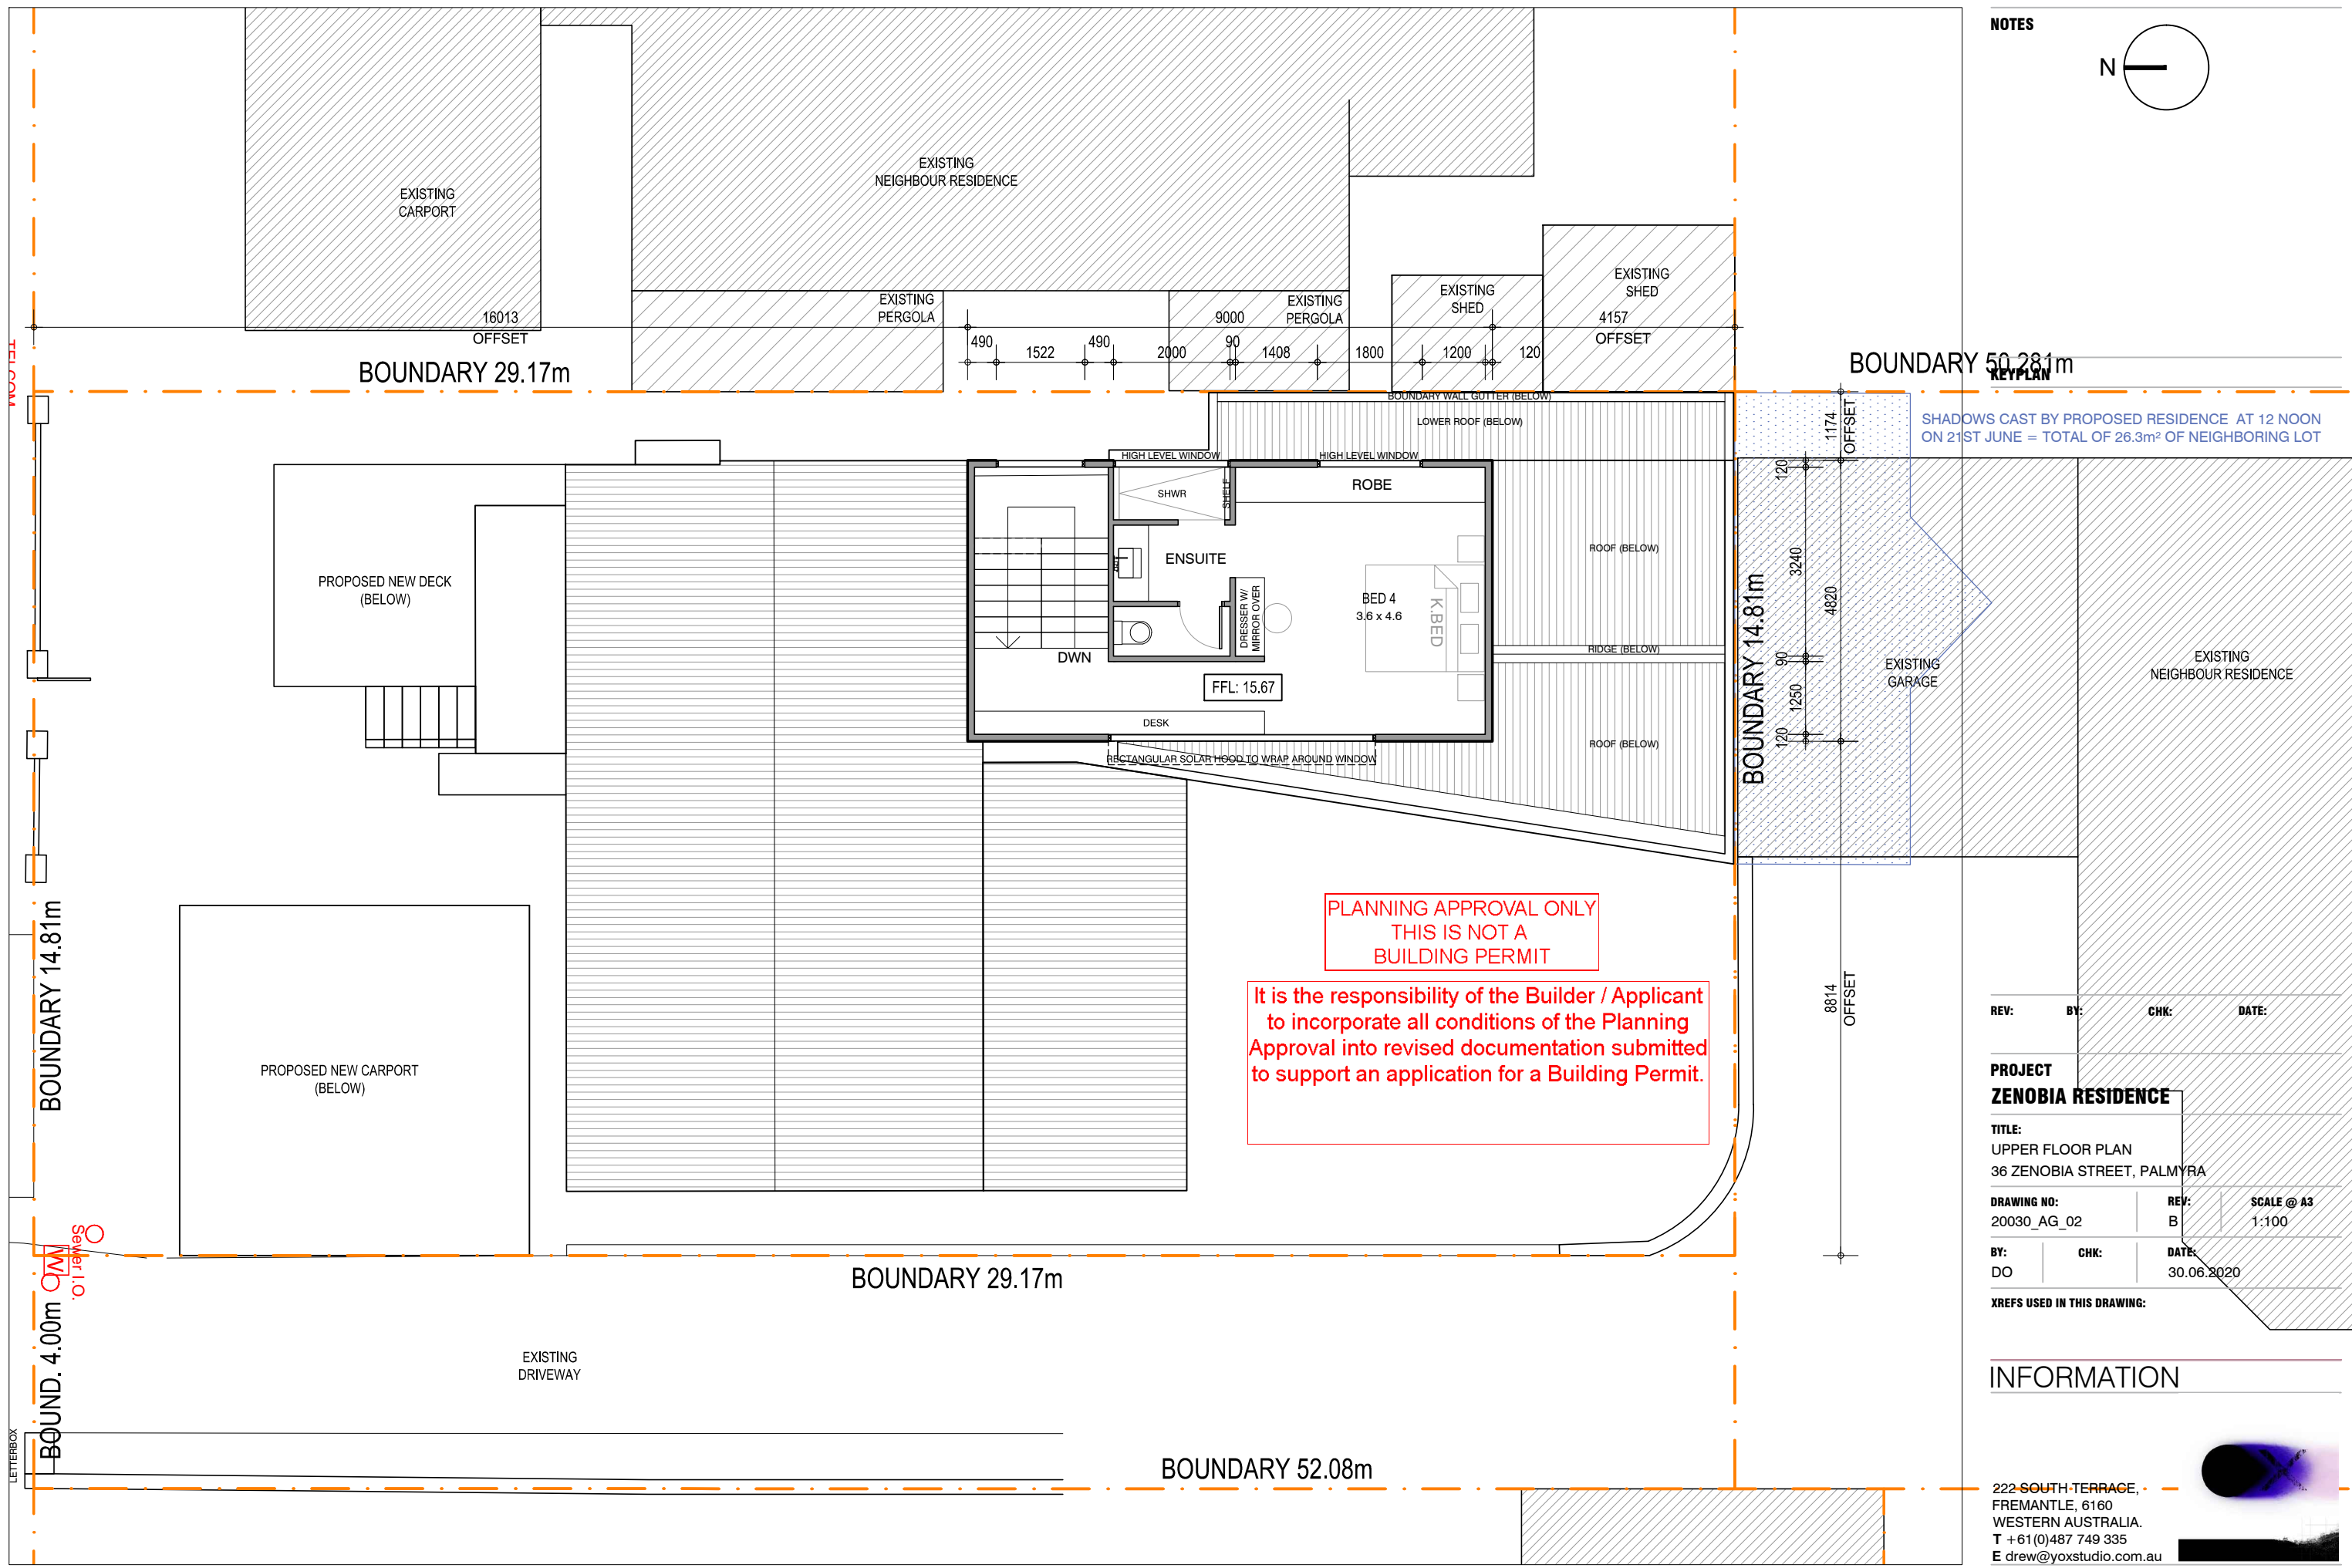 NOTES
N
EXISTING
CARPORT
EXISTING
NEIGHBOUR RESIDENCE
EXISTING
PERGOLA
EXISTING
PERGOLA
EXISTING
SHED
EXISTING
SHED
16013
OFFSET
9000
4157
OFFSET
490
1522
490
2000
90
1408
1800
1200
120
BOUNDARY 29.17m
BOUNDARY 50.281m
KEYPLAN
TELCOM
BOUNDARY WALL GUTTER (BELOW)
LOWER ROOF (BELOW)
1174
OFFSET
SHADOWS CAST BY PROPOSED RESIDENCE AT 12 NOON
ON 21ST JUNE = TOTAL OF 26.3m² OF NEIGHBORING LOT
HIGH LEVEL WINDOW
HIGH LEVEL WINDOW
SHWR
SHELF
ROBE
120
3240
4820
90
1250
120
ENSUITE
ROOF (BELOW)
PROPOSED NEW DECK
(BELOW)
BED 4
3.6 x 4.6
K.BED
DRESSER W/
MIRROR OVER
DWN
RIDGE (BELOW)
FFL: 15.67
DESK
ROOF (BELOW)
RECTANGULAR SOLAR HOOD TO WRAP AROUND WINDOW
BOUNDARY 14.81m
EXISTING
GARAGE
EXISTING
NEIGHBOUR RESIDENCE
PLANNING APPROVAL ONLY
THIS IS NOT A
BUILDING PERMIT
It is the responsibility of the Builder / Applicant
to incorporate all conditions of the Planning
Approval into revised documentation submitted
to support an application for a Building Permit.
8814
OFFSET
BOUNDARY 14.81m
PROPOSED NEW CARPORT
(BELOW)
Sewer I.O.
W
BOUNDARY 29.17m
BOUND. 4.00m
EXISTING
DRIVEWAY
LETTERBOX
BOUNDARY 52.08m
REV: BY: CHK: DATE:
PROJECT
ZENOBIA RESIDENCE
TITLE:
UPPER FLOOR PLAN
36 ZENOBIA STREET, PALMYRA
DRAWING NO: REV: SCALE @ A3
20030_AG_02 B 1:100
BY: CHK: DATE:
DO 30.06.2020
XREFS USED IN THIS DRAWING:
INFORMATION
222 SOUTH TERRACE,
FREMANTLE, 6160
WESTERN AUSTRALIA.
T +61(0)487 749 335
E drew@yoxstudio.com.au